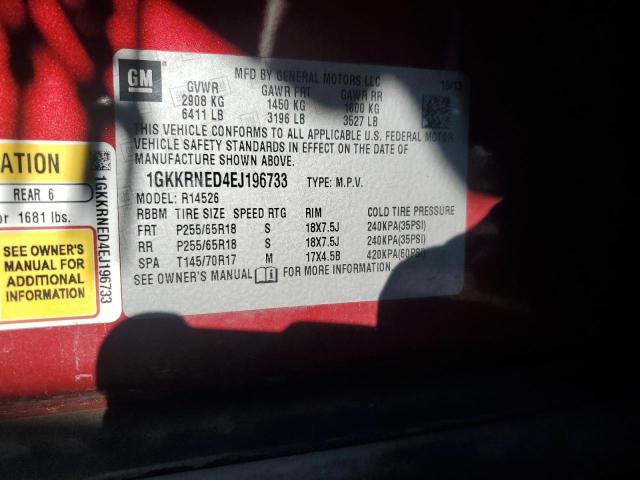 GM
MFD BY GENERAL MOTORS LLC
10/13
GVWR GAWR FRT GAWR RR
2908 KG 1450 KG 1600 KG
6411 LB 3196 LB 3527 LB
THIS VEHICLE CONFORMS TO ALL APPLICABLE U.S. FEDERAL MOTOR
VEHICLE SAFETY STANDARDS IN EFFECT ON THE DATE OF
MANUFACTURE SHOWN ABOVE.
1GKKRNED4EJ196733 TYPE: M.P.V.
MODEL: R14526
RBBM TIRE SIZE SPEED RTG RIM COLD TIRE PRESSURE
FRT P255/65R18 S 18X7.5J 240KPA(35PSI)
RR P255/65R18 S 18X7.5J 240KPA(35PSI)
SPA T145/70R17 M 17X4.5B 420KPA(60PSI)
SEE OWNER'S MANUAL FOR MORE INFORMATION
REAR 6
or 1681 lbs.
SEE OWNER'S
MANUAL FOR
ADDITIONAL
INFORMATION
1GKKRNED4EJ196733